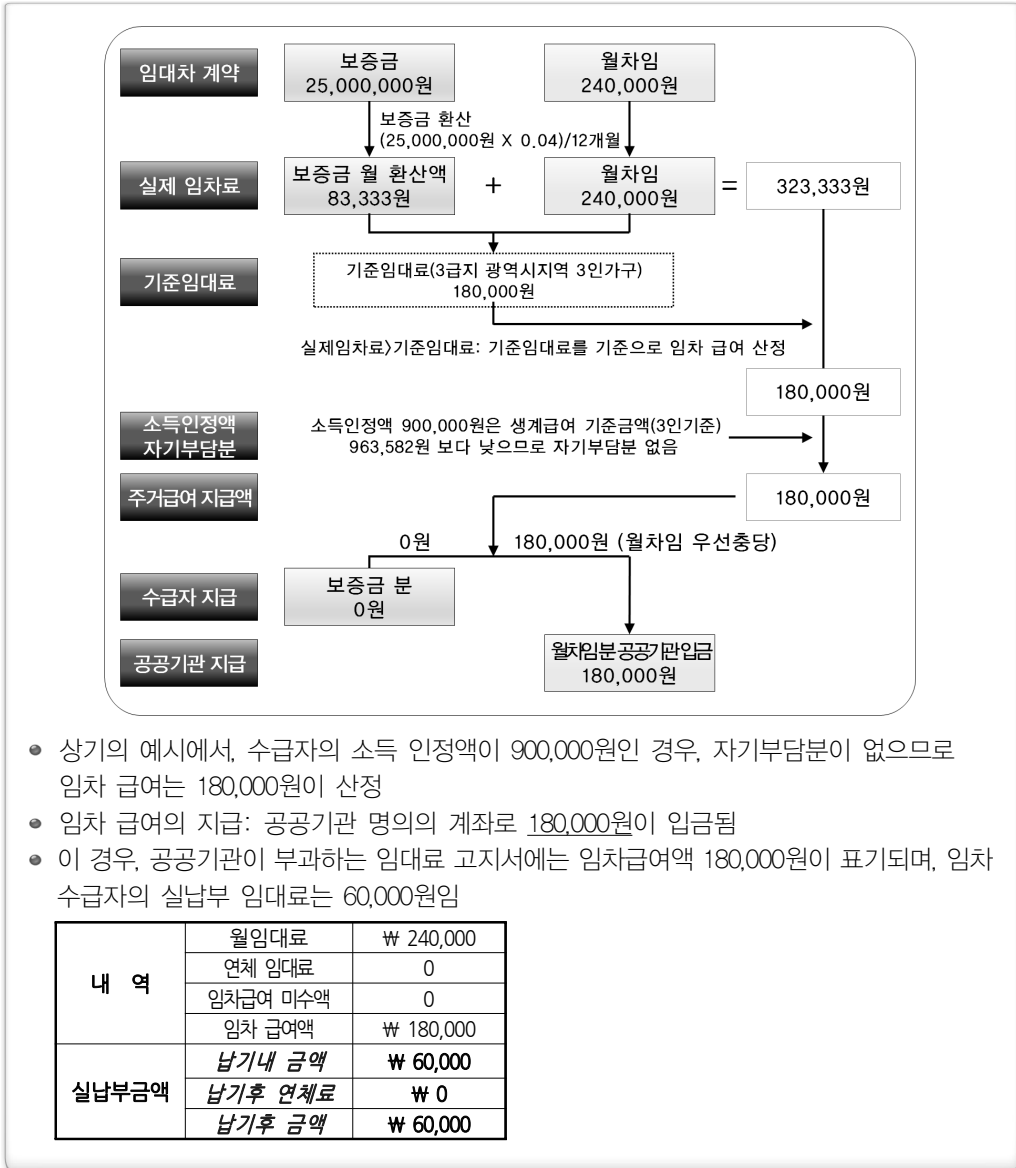 임대차 계약
보증금
25,000,000원
월차임
240,000원
보증금 환산
(25,000,000원 X 0.04)/12개월
실제 임차료
보증금 월 환산액
83,333원
+
월차임
240,000원
=
323,333원
기준임대료
기준임대료(3급지 광역시지역 3인가구)
180,000원
실제임차료>기준임대료: 기준임대료를 기준으로 임차 급여 산정
180,000원
소득인정액
자기부담분
소득인정액 900,000원은 생계급여 기준금액(3인기준)
963,582원 보다 낮으므로 자기부담분 없음
주거급여 지급액
180,000원
0원
180,000원 (월차임 우선충당)
수급자 지급
보증금 분
0원
공공기관 지급
월차임분 공공기관 입금
180,000원
상기의 예시에서, 수급자의 소득 인정액이 900,000원인 경우, 자기부담분이 없으므로
임차 급여는 180,000원이 산정
임차 급여의 지급: 공공기관 명의의 계좌로 180,000원이 입금됨
이 경우, 공공기관이 부과하는 임대료 고지서에는 임차급여액 180,000원이 표기되며, 임차
수급자의 실납부 임대료는 60,000원임
내 역
월임대료 ₩ 240,000
연체 임대료 0
임차급여 미수액 0
임차 급여액 ₩ 180,000
실납부금액
납기내 금액 ₩ 60,000
납기후 연체료 ₩ 0
납기후 금액 ₩ 60,000